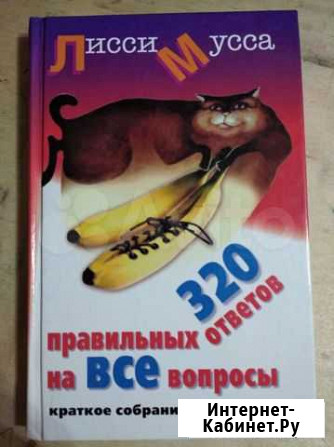 Лисси Мусса
320
правильных ответов
на все вопросы
краткое собрани
Интернет-
Кабинет.Ру